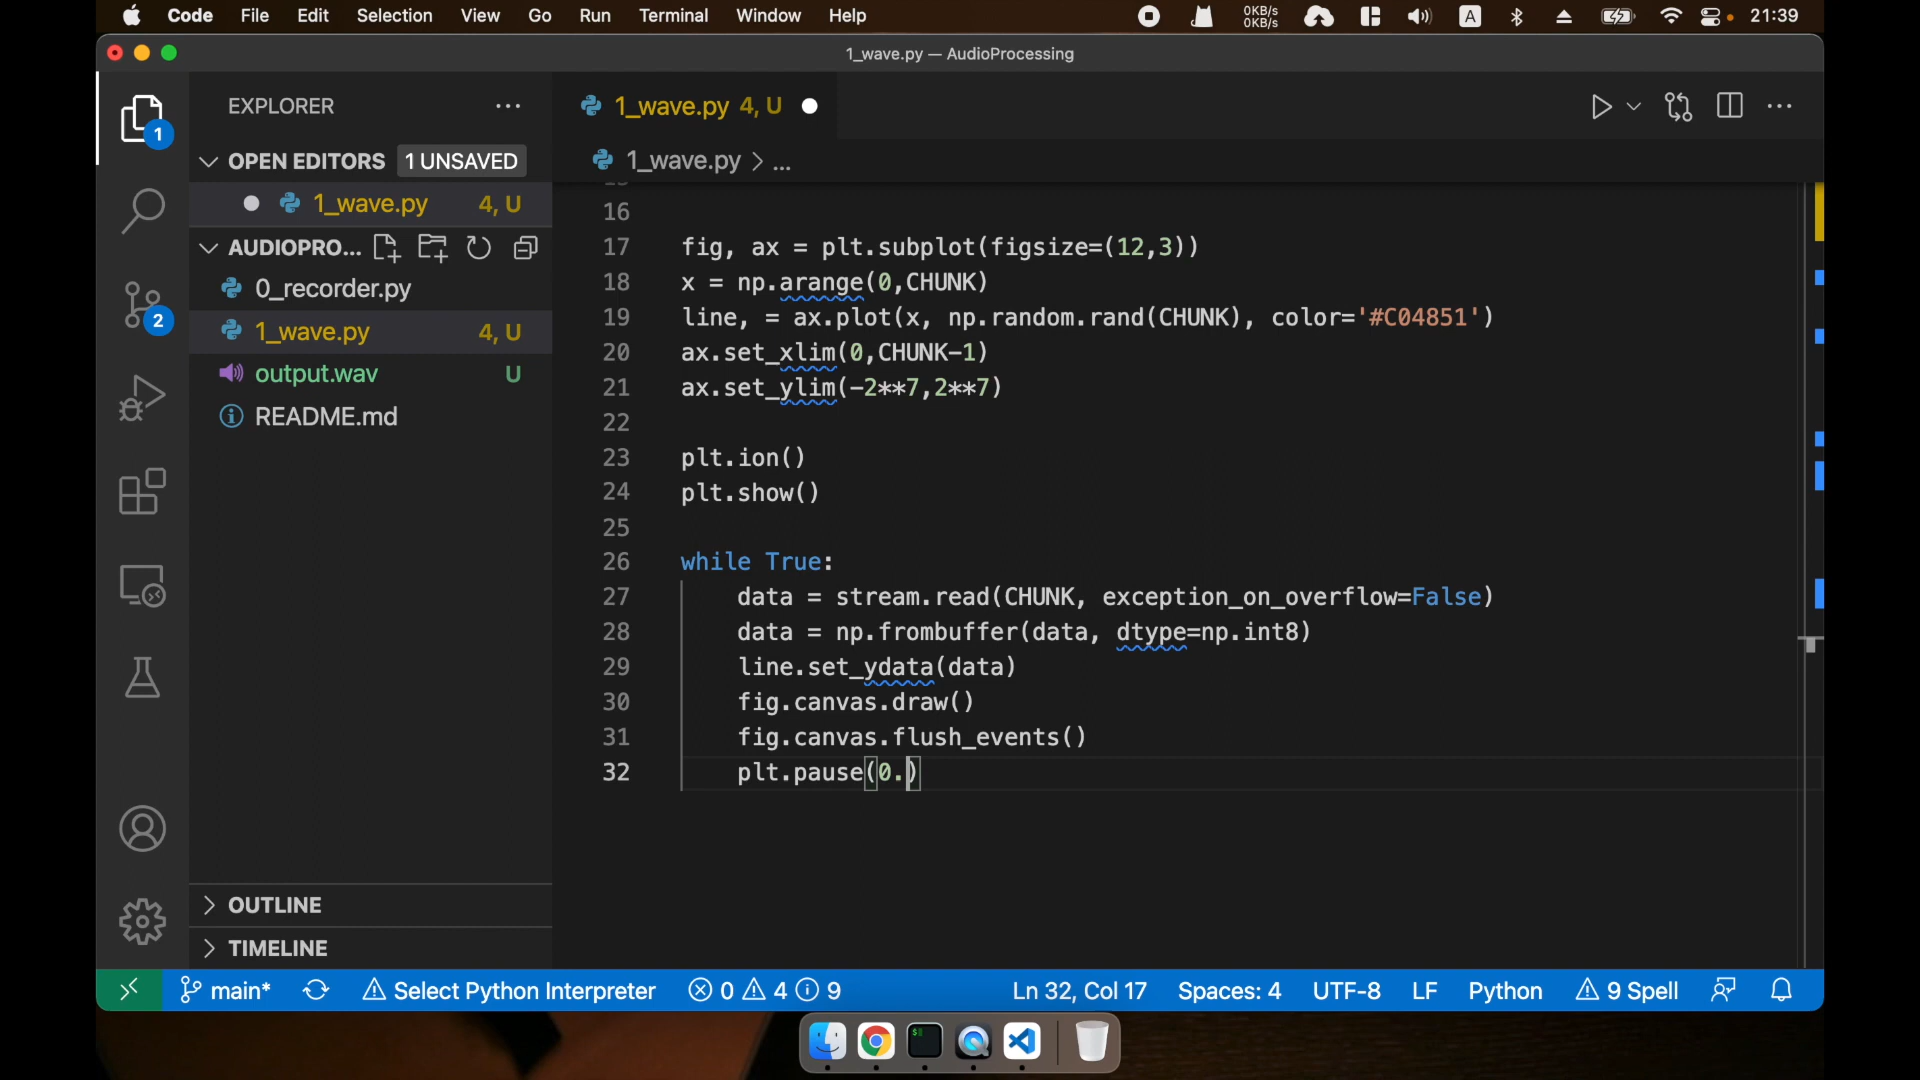 Code File Edit Selection View Go Run Terminal Window Help 0KB/s 0KB/s A 21:39
1_wave.py — AudioProcessing
EXPLORER ···
1_wave.py 4, U
1
OPEN EDITORS 1 UNSAVED
1_wave.py > ...
1_wave.py 4, U
AUDIOPRO...
0_recorder.py
1_wave.py 4, U
output.wav U
README.md
2
OUTLINE
TIMELINE
16
17 fig, ax = plt.subplot(figsize=(12,3))
18 x = np.arange(0,CHUNK)
19 line, = ax.plot(x, np.random.rand(CHUNK), color='#C04851')
20 ax.set_xlim(0,CHUNK-1)
21 ax.set_ylim(-2**7,2**7)
22
23 plt.ion()
24 plt.show()
25
26 while True:
27 data = stream.read(CHUNK, exception_on_overflow=False)
28 data = np.frombuffer(data, dtype=np.int8)
29 line.set_ydata(data)
30 fig.canvas.draw()
31 fig.canvas.flush_events()
32 plt.pause(0.)
main* Select Python Interpreter 0 4 9 Ln 32, Col 17 Spaces: 4 UTF-8 LF Python 9 Spell